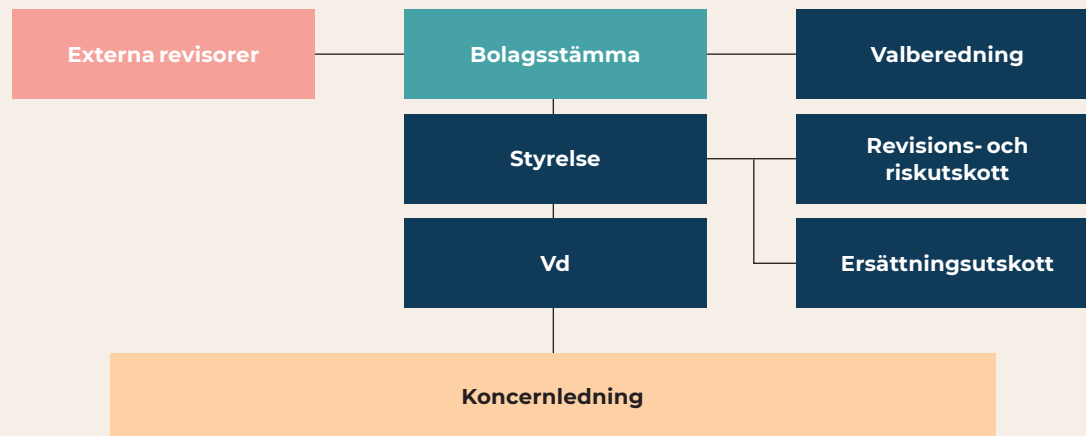 Externa revisorer
Bolagsstämma
Valberedning
Styrelse
Revisions- och
riskutskott
Vd
Ersättningsutskott
Koncernledning